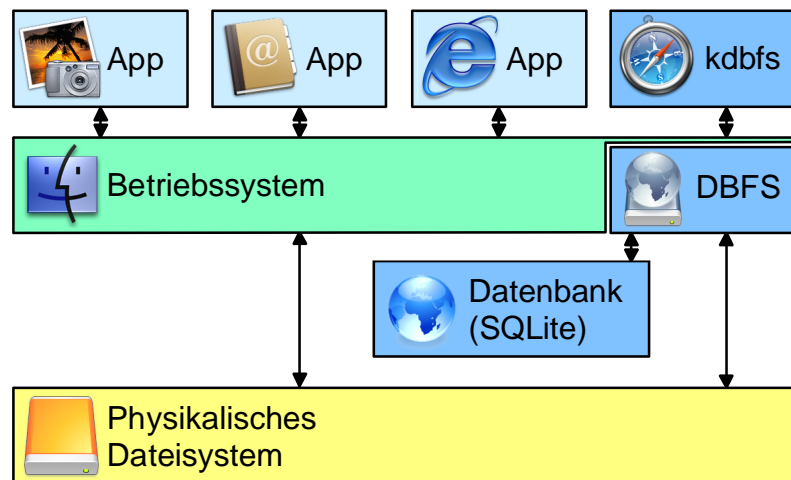 App
App
App
kdbfs
Betriebssystem
DBFS
Datenbank
(SQLite)
Physikalisches
Dateisystem